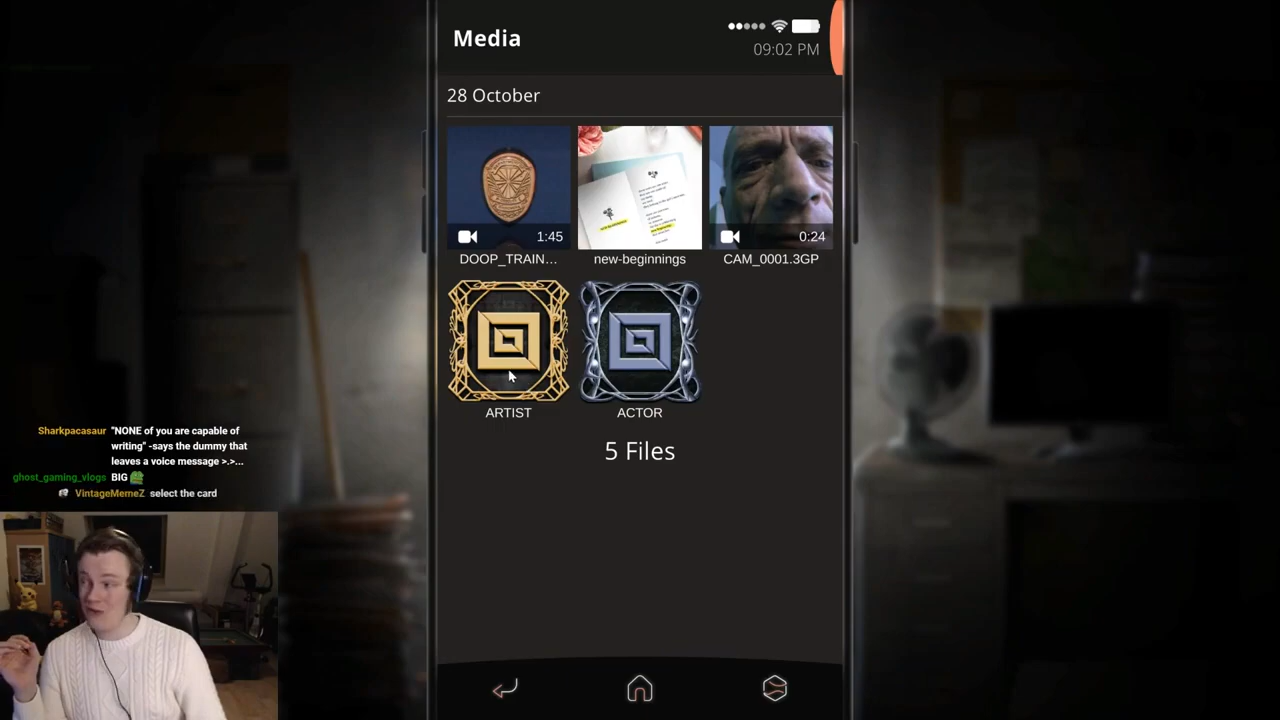 Media
09:02 PM
28 October
1:45
0:24
DOOP_TRAIN...
new-beginnings
CAM_0001.3GP
ARTIST
ACTOR
5 Files
Sharkpacasaur "NONE of you are capable of
writing" -says the dummy that
leaves a voice message >.>...
ghost_gaming_vlogs BIG
VintageMemeZ select the card